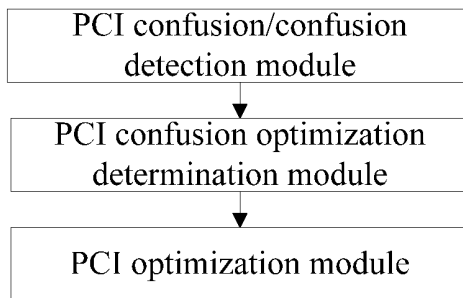 PCI confusion/confusion
detection module
PCI confusion optimization
determination module
PCI optimization module